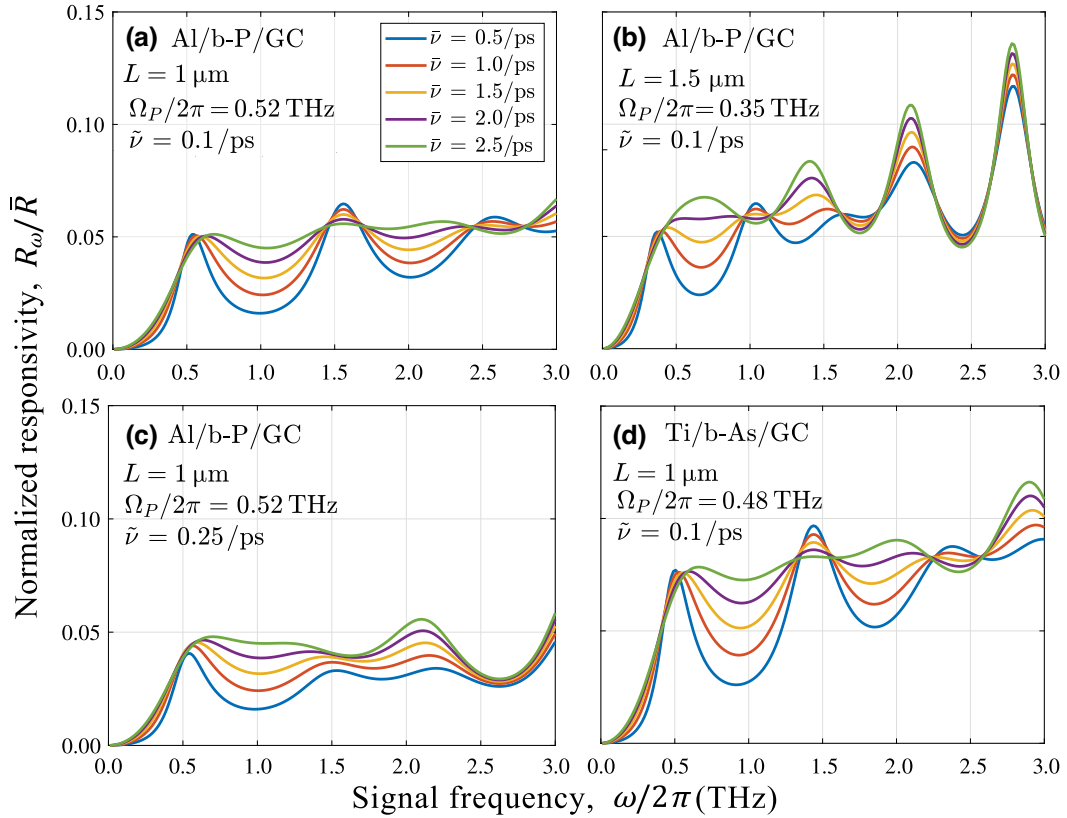 (a) Al/b-P/GC
L = 1 μm
Ω_P/2π = 0.52 THz
ν̃ = 0.1/ps
ν̄ = 0.5/ps
ν̄ = 1.0/ps
ν̄ = 1.5/ps
ν̄ = 2.0/ps
ν̄ = 2.5/ps
0.15
0.10
0.05
0.00
0.0 0.5 1.0 1.5 2.0 2.5 3.0
(b) Al/b-P/GC
L = 1.5 μm
Ω_P/2π = 0.35 THz
ν̃ = 0.1/ps
0.0 0.5 1.0 1.5 2.0 2.5 3.0
Normalized responsivity, R_ω/R̄
(c) Al/b-P/GC
L = 1 μm
Ω_P/2π = 0.52 THz
ν̃ = 0.25/ps
0.15
0.10
0.05
0.00
0.0 0.5 1.0 1.5 2.0 2.5 3.0
(d) Ti/b-As/GC
L = 1 μm
Ω_P/2π = 0.48 THz
ν̃ = 0.1/ps
0.0 0.5 1.0 1.5 2.0 2.5 3.0
Signal frequency, ω/2π (THz)